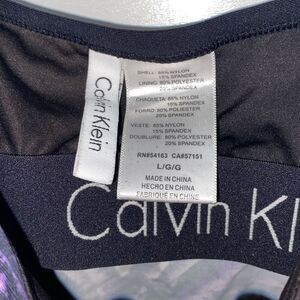 Calvin Klein
SHELL: 85% NYLON
15% SPANDEX
LINING: 80% POLYESTER
20% SPANDEX
CHAQUETA: 85% NYLON
15% SPANDEX
FORRO: 80% POLIESTER
20% SPANDEX
VESTE: 85% NYLON
15% SPANDEX
DOUBLURE: 80% POLYESTER
20% SPANDEX
RN#54163 CA#57151
L/G/G
MADE IN CHINA
HECHO EN CHINA
FABRIQUÉ EN CHINE
Calvin Kl